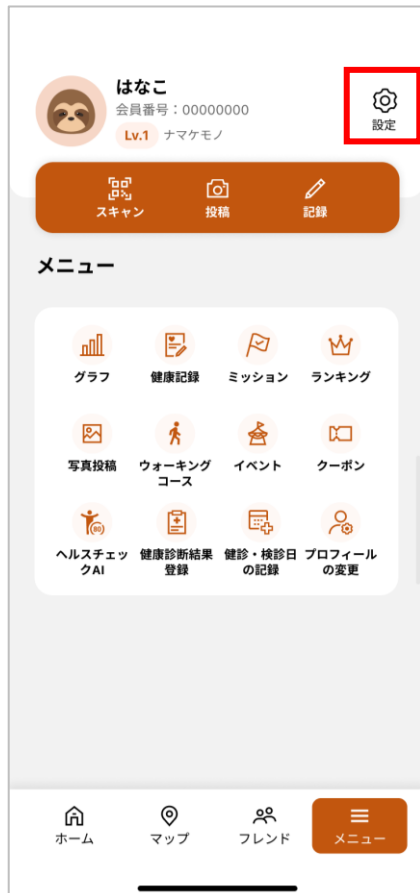 はなこ
会員番号：00000000
Lv.1 ナマケモノ
設定
スキャン 投稿 記録
メニュー
グラフ 健康記録 ミッション ランキング
写真投稿 ウォーキング イベント クーポン
コース
ヘルスチェッ 健康診断結果 健診・検診日 プロフィール
クAI 登録 の記録 の変更
ホーム マップ フレンド メニュー